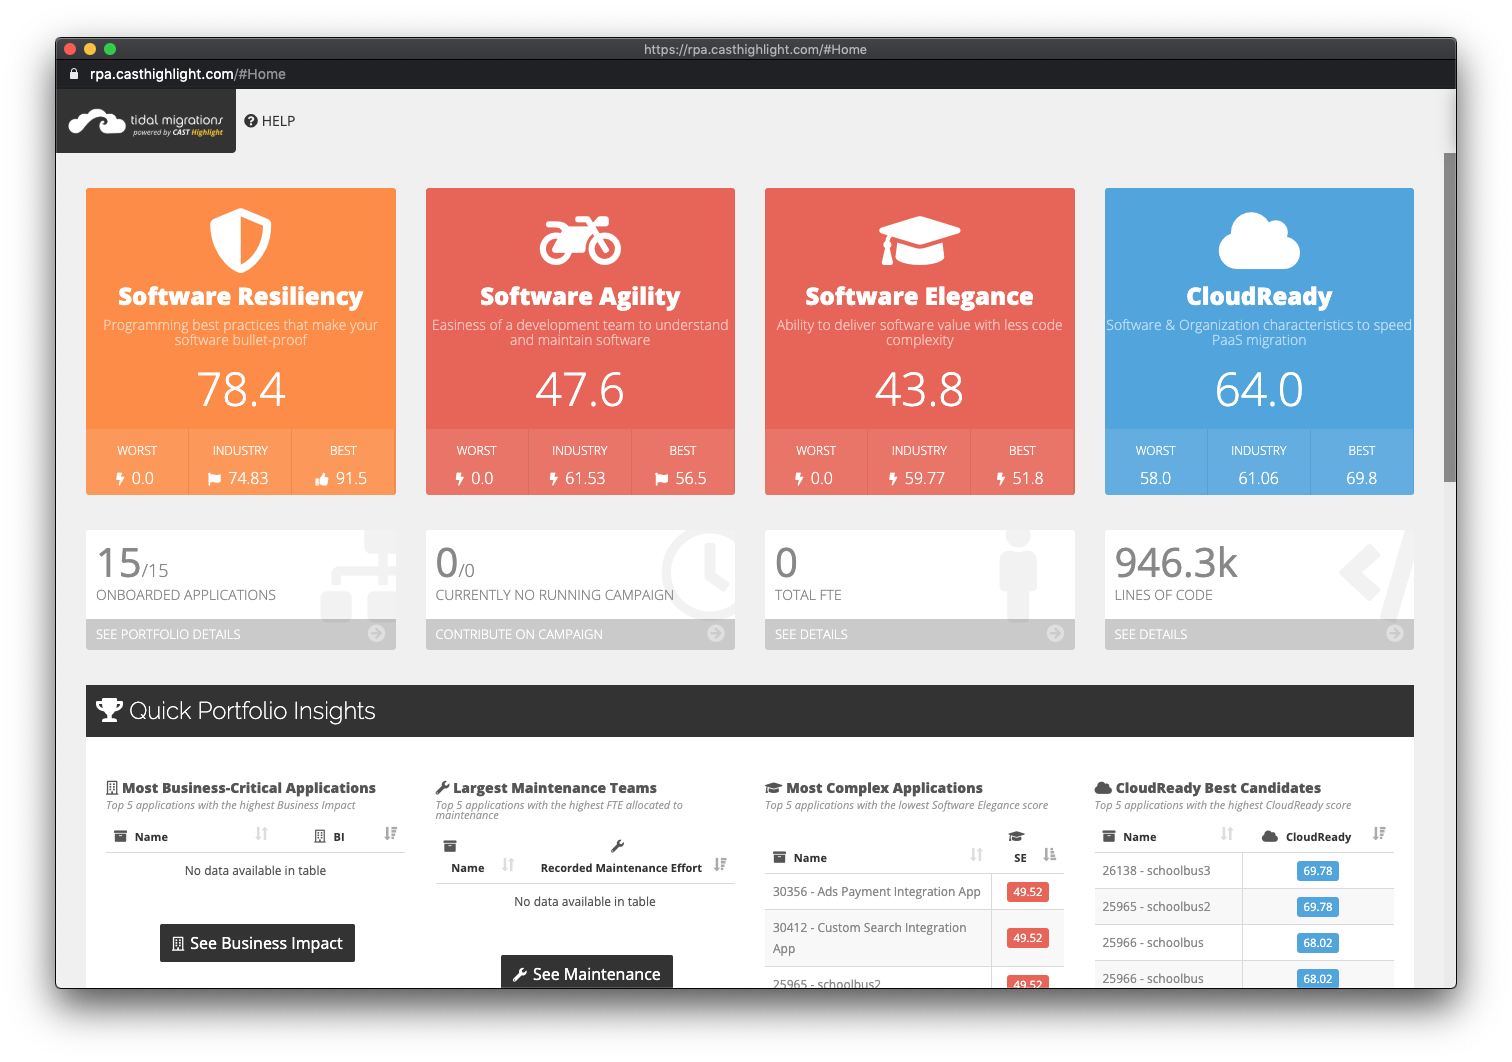 https://rpa.casthighlight.com/#Home
rpa.casthighlight.com/#Home
tidal migrations
powered by CAST Highlight
HELP
Software Resiliency
Programming best practices that make your
software bullet-proof
78.4
WORST
INDUSTRY
BEST
0.0
74.83
91.5
Software Agility
Easiness of a development team to understand
and maintain software
47.6
WORST
INDUSTRY
BEST
0.0
61.53
56.5
Software Elegance
Ability to deliver software value with less code
complexity
43.8
WORST
INDUSTRY
BEST
0.0
59.77
51.8
CloudReady
Software & Organization characteristics to speed
PaaS migration
64.0
WORST
INDUSTRY
BEST
58.0
61.06
69.8
15/15
ONBOARDED APPLICATIONS
SEE PORTFOLIO DETAILS
0/0
CURRENTLY NO RUNNING CAMPAIGN
CONTRIBUTE ON CAMPAIGN
0
TOTAL FTE
SEE DETAILS
946.3k
LINES OF CODE
SEE DETAILS
Quick Portfolio Insights
Most Business-Critical Applications
Top 5 applications with the highest Business Impact
Name
BI
No data available in table
See Business Impact
Largest Maintenance Teams
Top 5 applications with the highest FTE allocated to
maintenance
Name
Recorded Maintenance Effort
No data available in table
See Maintenance
Most Complex Applications
Top 5 applications with the lowest Software Elegance score
Name
SE
30356 - Ads Payment Integration App
49.52
30412 - Custom Search Integration
App
49.52
25965 - schoolbus2
49.52
CloudReady Best Candidates
Top 5 applications with the highest CloudReady score
Name
CloudReady
26138 - schoolbus3
69.78
25965 - schoolbus2
69.78
25966 - schoolbus
68.02
25966 - schoolbus
68.02